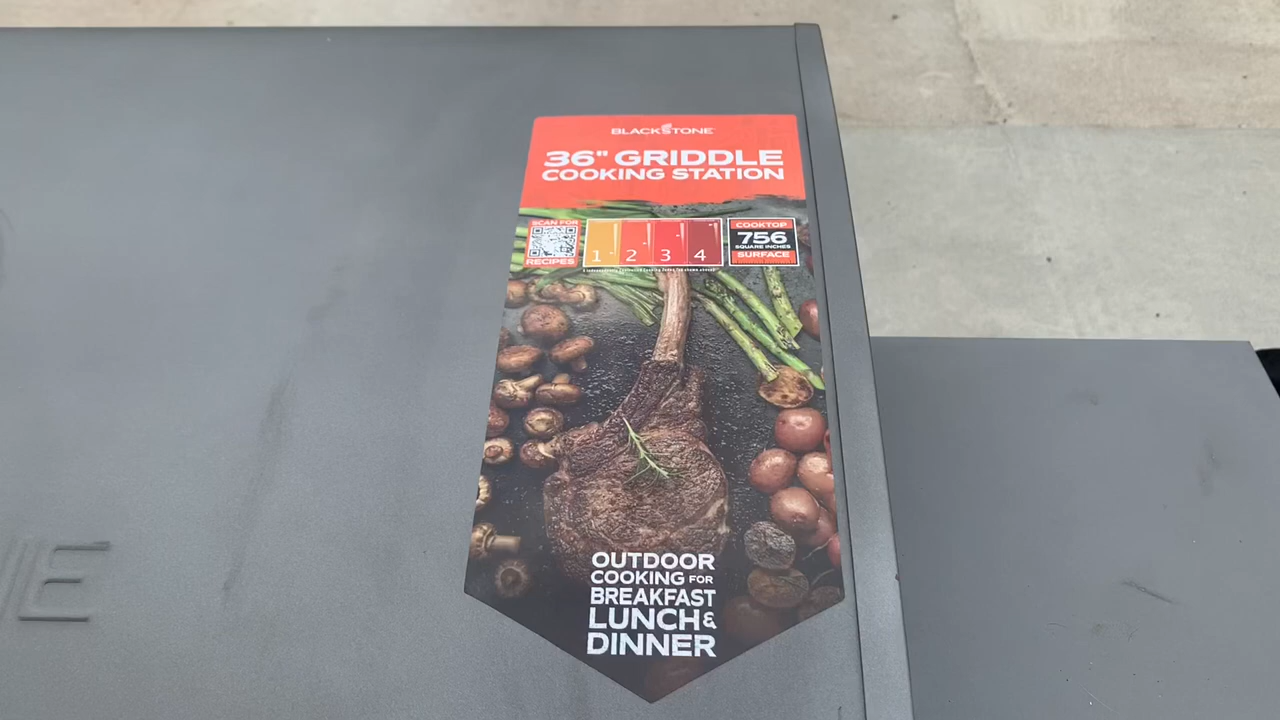 BLACKSTONE
36" GRIDDLE
COOKING STATION
SCAN FOR
RECIPES
1 2 3 4
COOKTOP
756
SQUARE INCHES
SURFACE
OUTDOOR
COOKING FOR
BREAKFAST
LUNCH &
DINNER
E